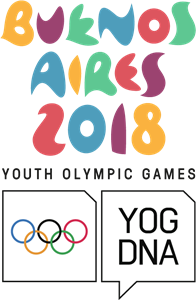 BUENOS
AIRES
2018
YOUTH OLYMPIC GAMES
YOG
DNA